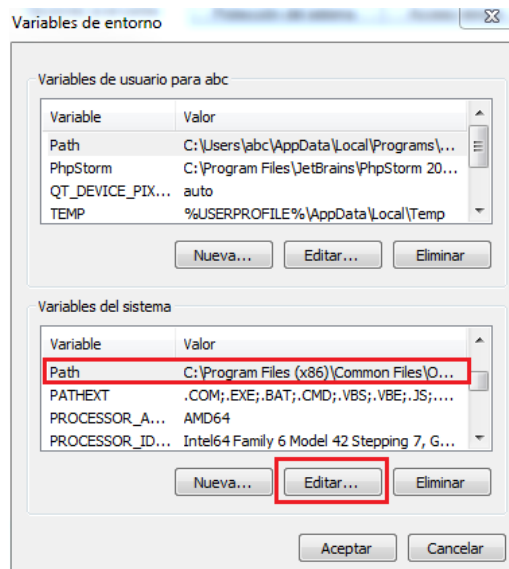 Variables de entorno
Variables de usuario para abc
Variable Valor
Path C:\Users\abc\AppData\Local\Programs\...
PhpStorm C:\Program Files\JetBrains\PhpStorm 20...
QT_DEVICE_PIX... auto
TEMP %USERPROFILE%\AppData\Local\Temp
Nueva... Editar... Eliminar
Variables del sistema
Variable Valor
Path C:\Program Files (x86)\Common Files\O...
PATHEXT .COM;.EXE;.BAT;.CMD;.VBS;.VBE;.JS;....
PROCESSOR_A... AMD64
PROCESSOR_ID... Intel64 Family 6 Model 42 Stepping 7, G...
Nueva... Editar... Eliminar
Aceptar Cancelar